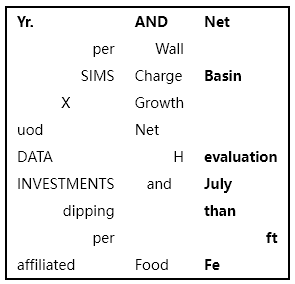 Yr. AND Net
per Wall
SIMS Charge Basin
X Growth
uod Net
DATA H evaluation
INVESTMENTS and July
dipping than
per ft
affiliated Food Fe